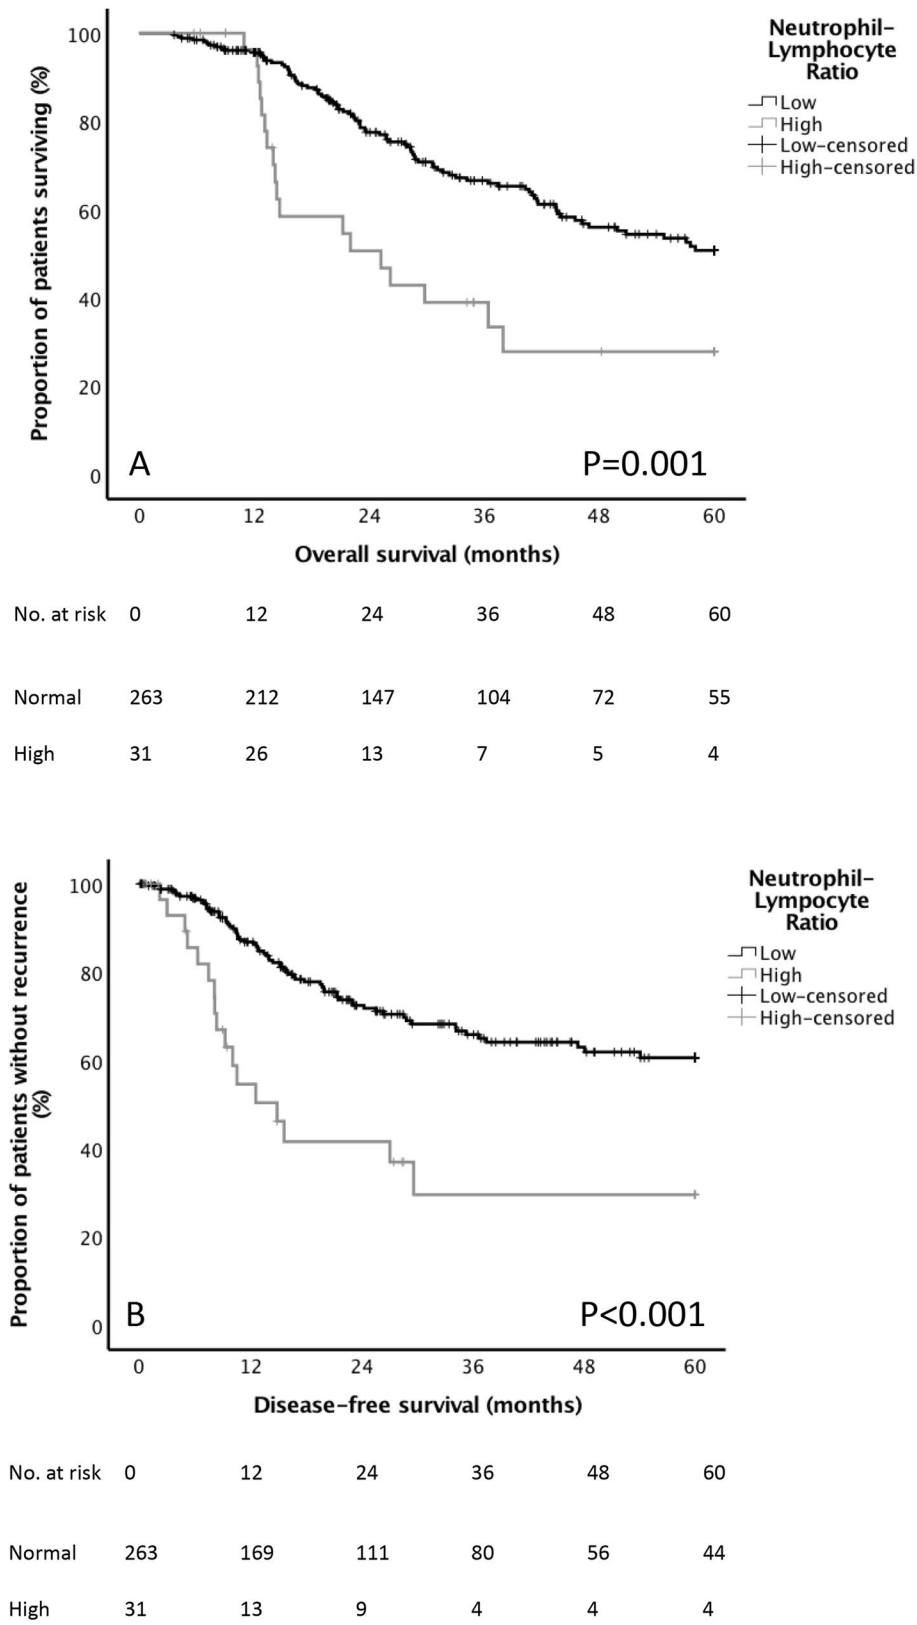 Proportion of patients surviving (%)
100
80
60
40
20
0
A
P=0.001
0 12 24 36 48 60
Overall survival (months)
Neutrophil-
Lymphocyte
Ratio
Low
High
Low-censored
High-censored
No. at risk 0 12 24 36 48 60
Normal 263 212 147 104 72 55
High 31 26 13 7 5 4
Proportion of patients without recurrence
(%)
100
80
60
40
20
0
B
P<0.001
0 12 24 36 48 60
Disease-free survival (months)
Neutrophil-
Lympocyte
Ratio
Low
High
Low-censored
High-censored
No. at risk 0 12 24 36 48 60
Normal 263 169 111 80 56 44
High 31 13 9 4 4 4